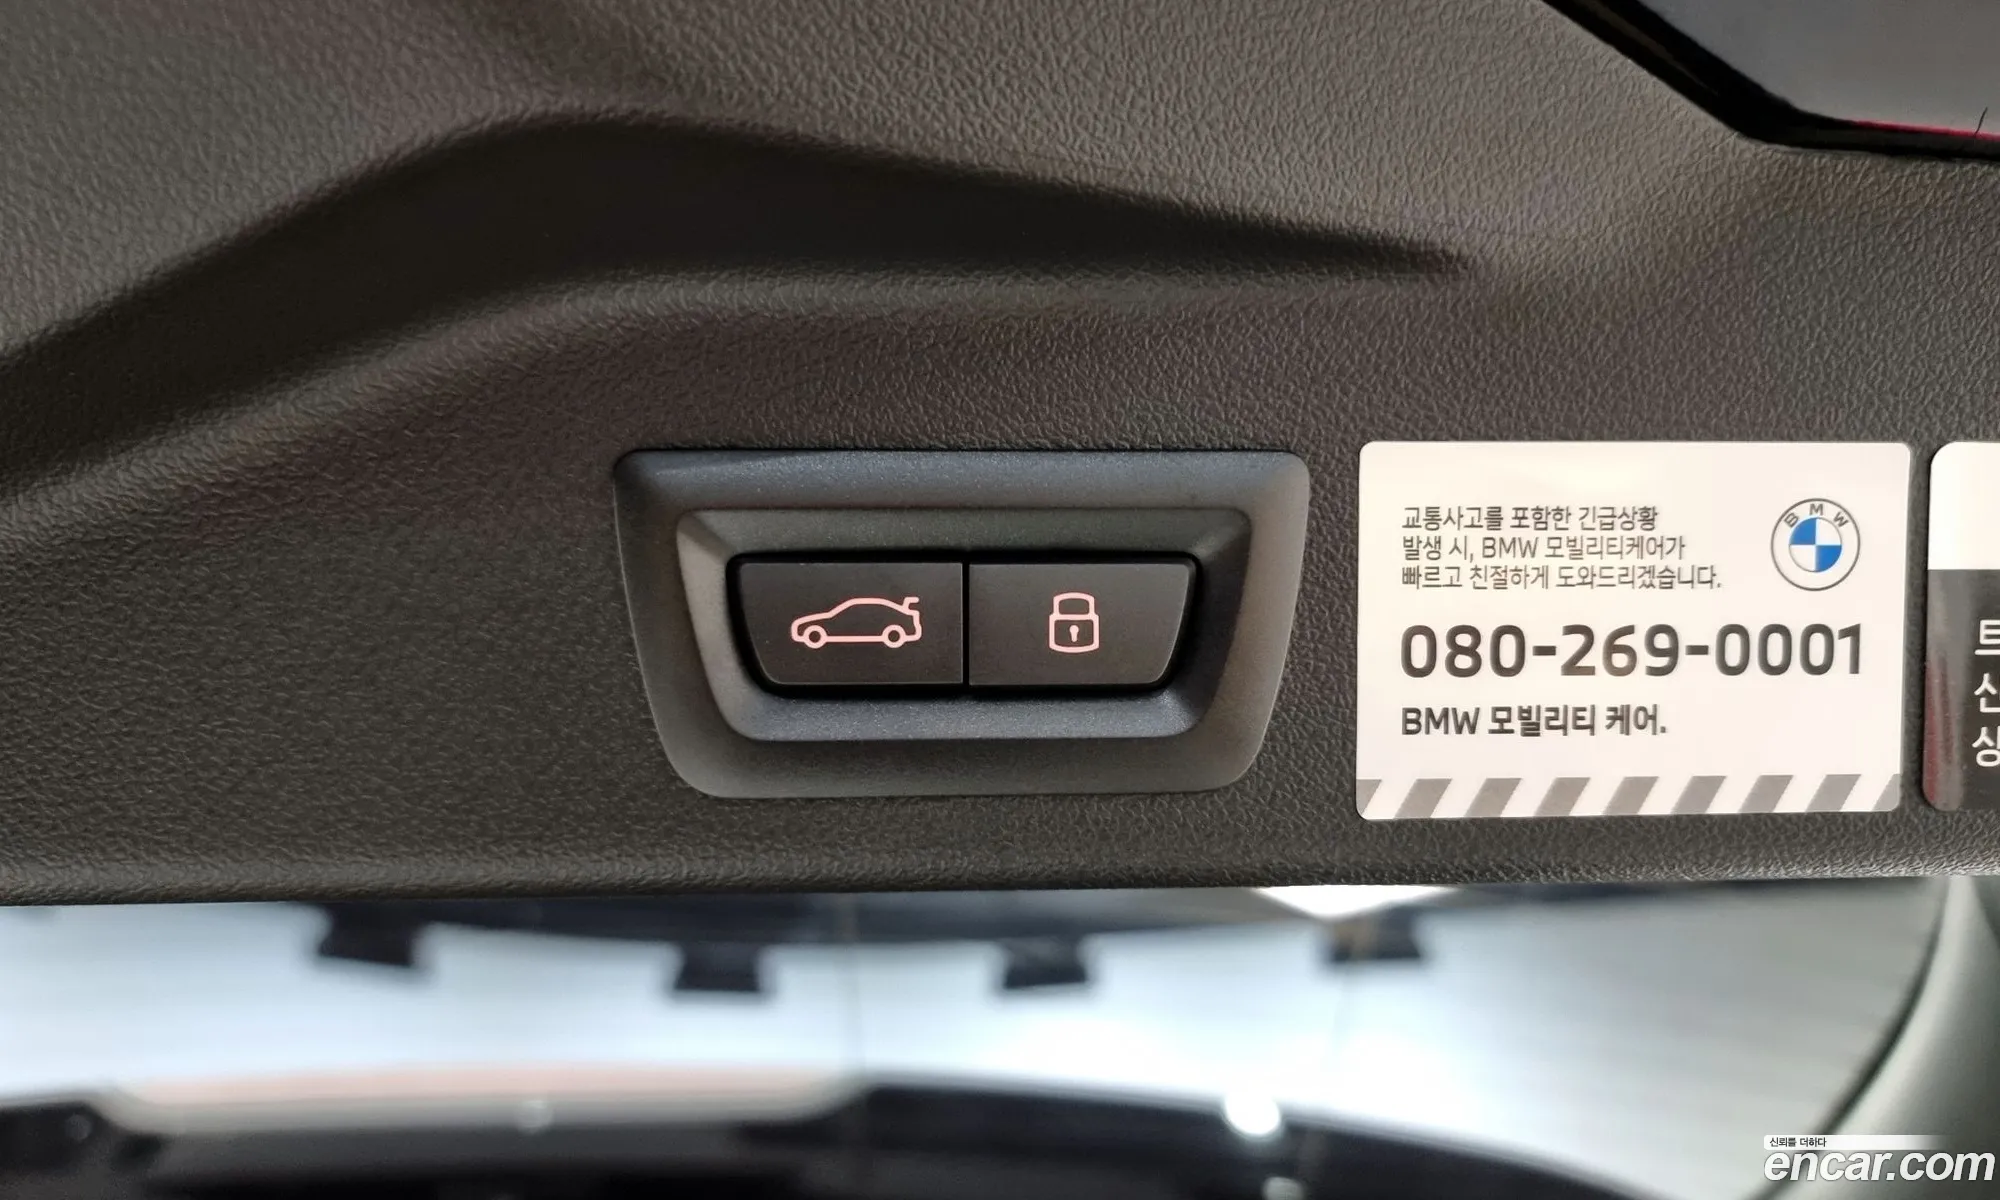 교통사고를 포함한 긴급상황
발생 시, BMW 모빌리티케어가
빠르고 친절하게 도와드리겠습니다.
BMW
080-269-0001
BMW 모빌리티 케어.
트
신
싱
신뢰를 더하다
encar.com